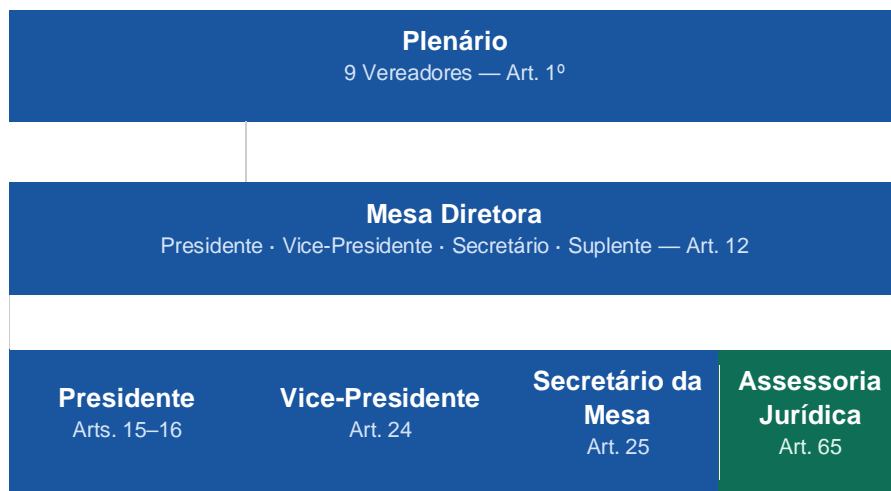 Plenário
9 Vereadores — Art. 1º
Mesa Diretora
Presidente · Vice-Presidente · Secretário · Suplente — Art. 12
Presidente
Arts. 15–16
Vice-Presidente
Art. 24
Secretário da
Mesa
Art. 25
Assessoria
Jurídica
Art. 65